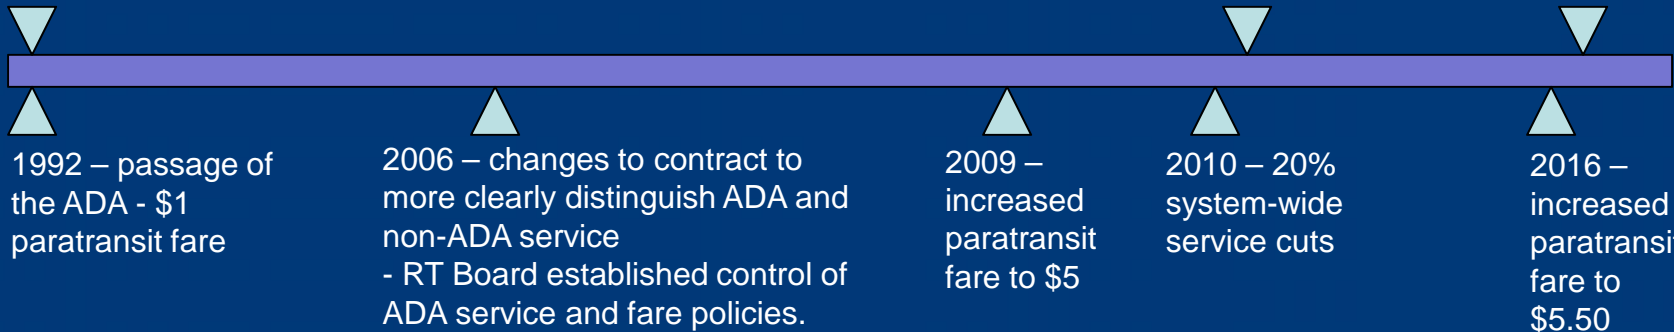 1992 – passage of
the ADA - $1
paratransit fare
2006 – changes to contract to
more clearly distinguish ADA and
non-ADA service
- RT Board established control of
ADA service and fare policies.
2009 –
increased
paratransit
fare to $5
2010 – 20%
system-wide
service cuts
2016 –
increased
paratransit
fare to
$5.50